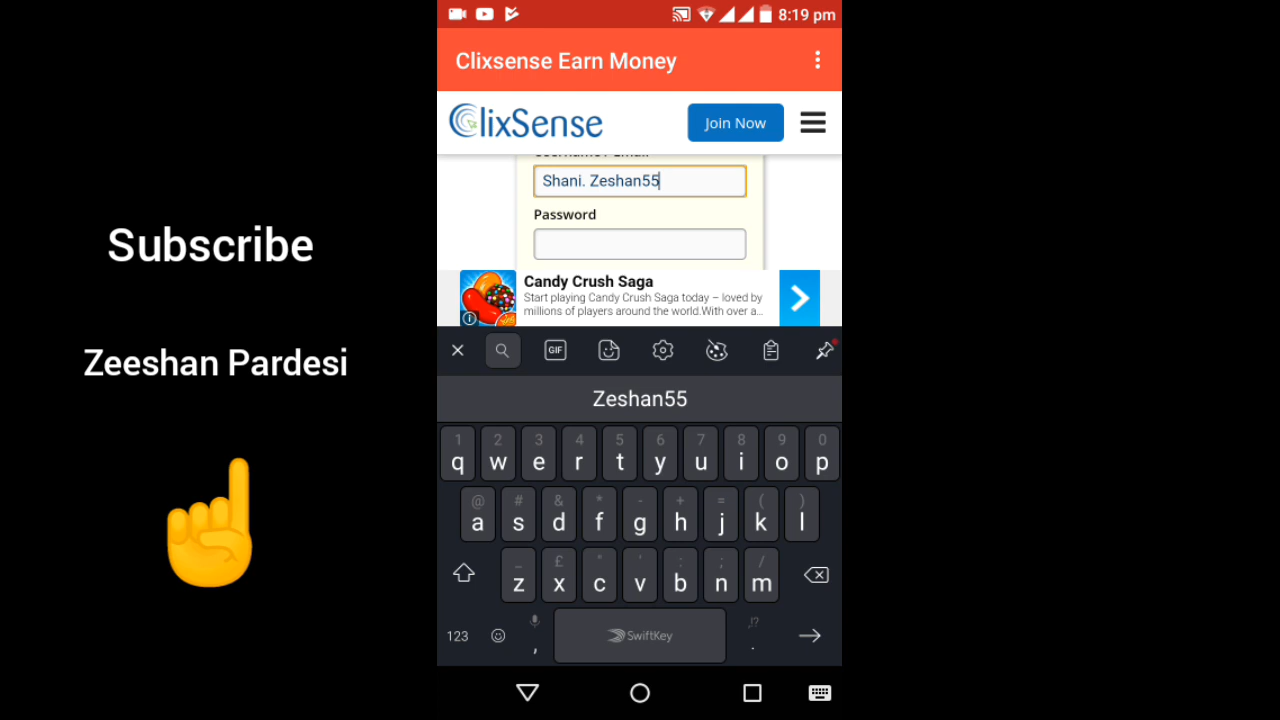 Subscribe
Zeeshan Pardesi
8:19 pm
Clixsense Earn Money
ClixSense
Join Now
Shani. Zeshan55
Password
Candy Crush Saga
Start playing Candy Crush Saga today – loved by
millions of players around the world.With over a...
GIF
Zeshan55
1 2 3 4 5 6 7 8 9 0
q w e r t y u i o p
@ # & * - + = ( )
a s d f g h j k l
_ £ " ' : ; /
z x c v b n m
123 , SwiftKey ,!? .